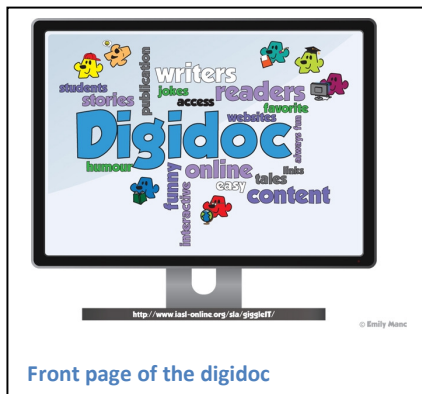 writers
publication
students
stories
jokes
access
readers
favorite
websites
always fun
Digidoc
humour
online
links
funny
easy
tales
interactive
content
http://www.iasl-online.org/sla/giggleIT/
© Emily Manc
Front page of the digidoc